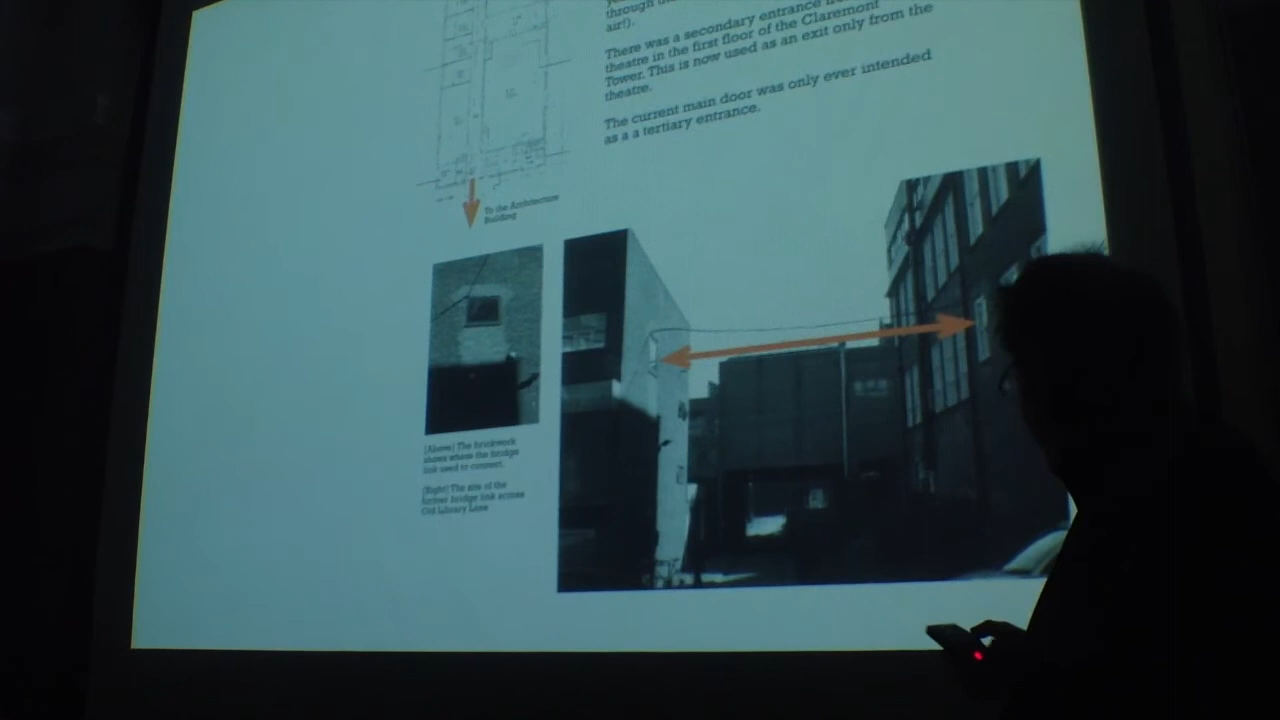 through the
air!).
There was a secondary entrance
theatre in the first floor of the Claremont
Tower. This is now used as an exit only from the
theatre.
The current main door was only ever intended
as a a tertiary entrance.
To the Architecture
Building
(Above) The brickwork
shows where the bridge
link used to connect.
(Right) The site of the
former bridge link across
Old Library Lane